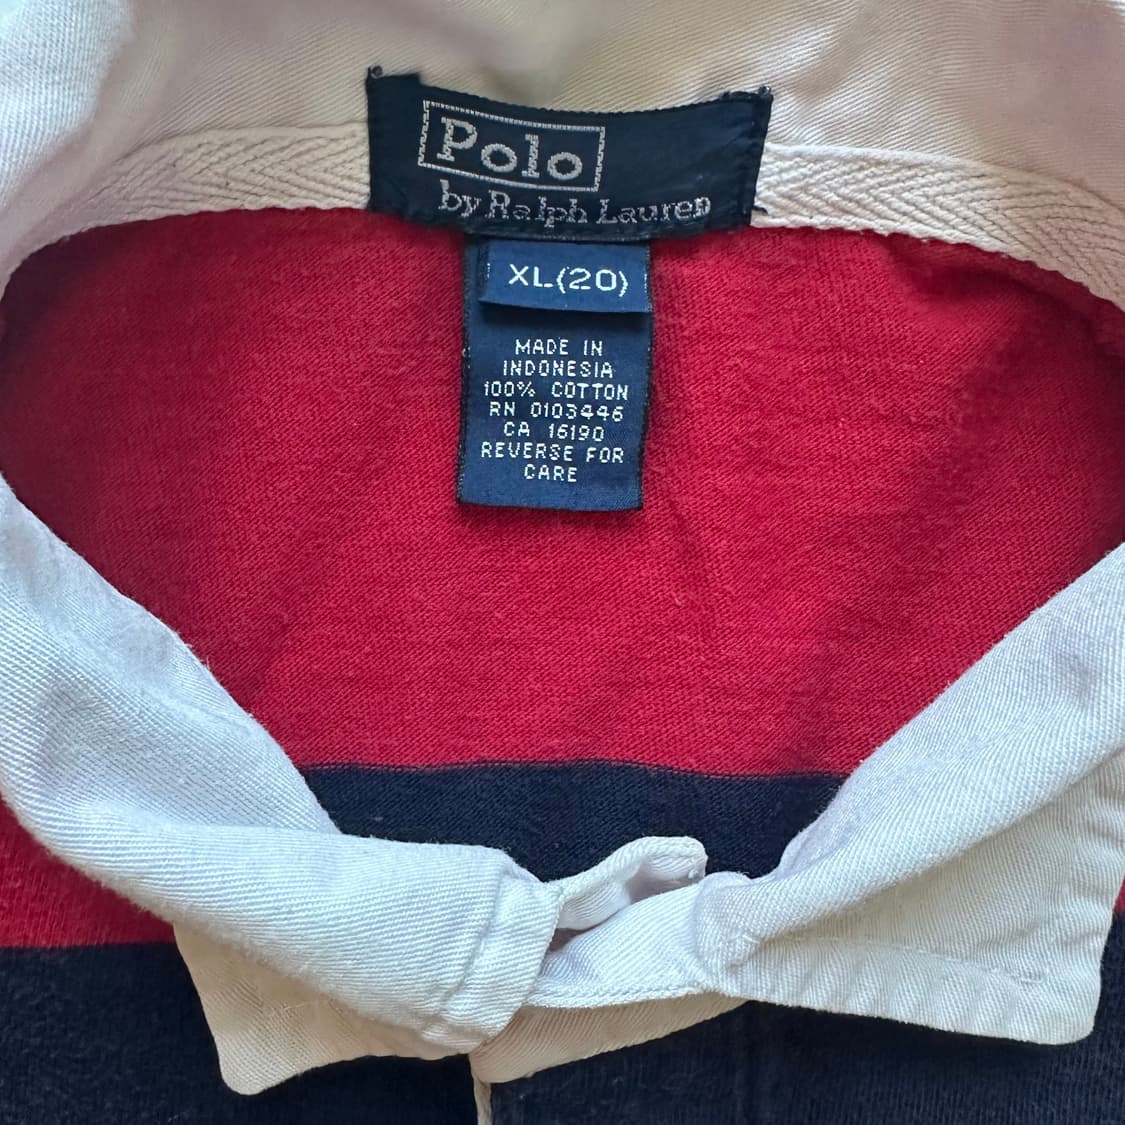 Polo
by Ralph Lauren
XL(20)
MADE IN
INDONESIA
100% COTTON
RN 0103446
CA 16190
REVERSE FOR
CARE